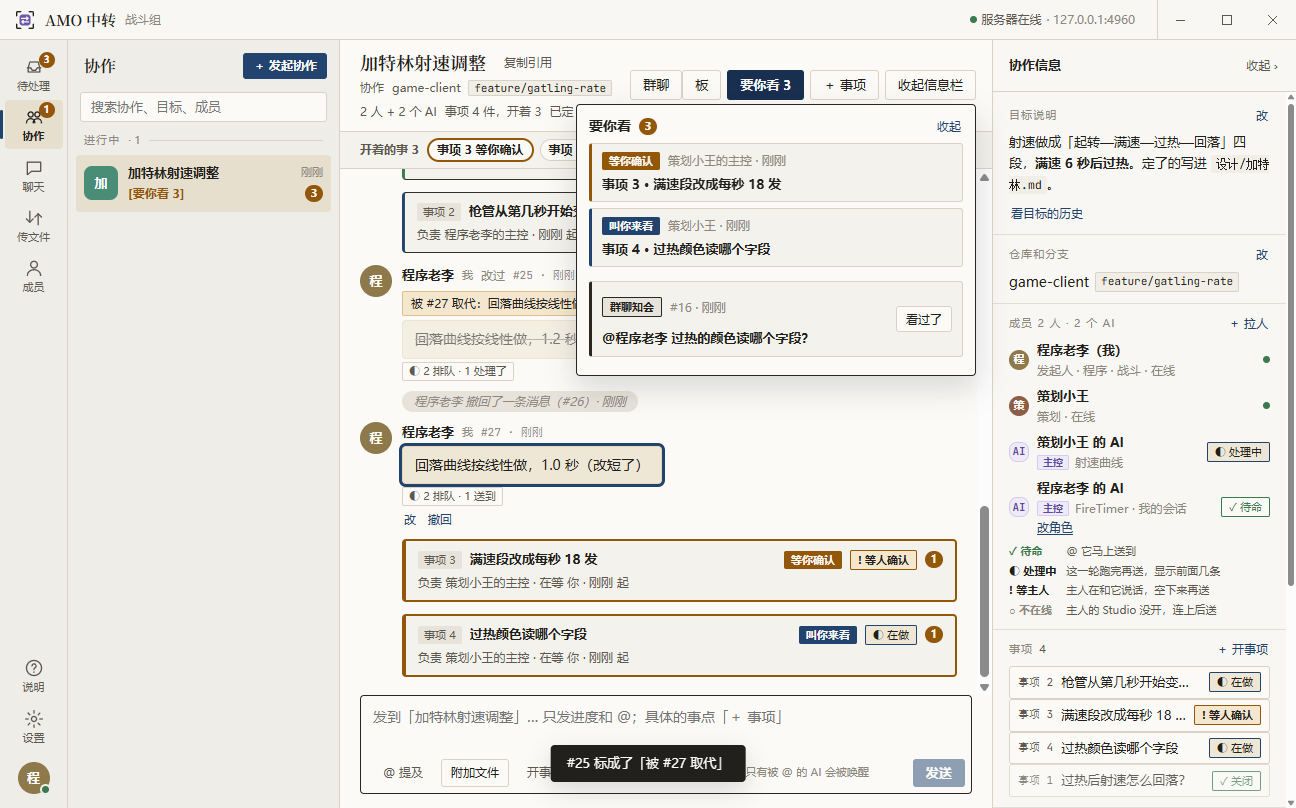 AMO 中转 战斗组
服务器在线 · 127.0.0.1:4960
待处理 3
协作 1
聊天
传文件
成员
说明
设置
程
协作
+ 发起协作
搜索协作、目标、成员
进行中 · 1
加
加特林射速调整 刚刚
[要你看 3] 3
加特林射速调整 复制引用
协作 game-client feature/gatling-rate
2 人 + 2 个 AI 事项 4 件，开着 3 已定
群聊
板
要你看 3
+ 事项
收起信息栏
开着的事 3
事项 3 等你确认
事项
要你看 3 收起
等你确认 策划小王的主控 · 刚刚
事项 3 • 满速段改成每秒 18 发
叫你来看 策划小王 · 刚刚
事项 4 • 过热颜色读哪个字段
群聊知会 #16 · 刚刚
@程序老李 过热的颜色读哪个字段?
看过了
事项 2 枪管从第几秒开始变
负责 程序老李的主控 · 刚刚 起
程
程序老李 我 改过 #25 · 刚刚
被 #27 取代：回落曲线按线性
回落曲线按线性做，1.2 秒
2 排队 · 1 处理了
程序老李 撤回了一条消息（#26）· 刚刚
程
程序老李 我 #27 · 刚刚
回落曲线按线性做，1.0 秒（改短了）
2 排队 · 1 送到
改 撤回
事项 3 满速段改成每秒 18 发 等你确认 ! 等人确认 1
负责 策划小王的主控 · 在等 你 · 刚刚 起
事项 4 过热颜色读哪个字段 叫你来看 在做 1
负责 策划小王的主控 · 在等 你 · 刚刚 起
发到「加特林射速调整」... 只发进度和 @；具体的事点「+ 事项」
@ 提及
附加文件
开事
只有被 @ 的 AI 会被唤醒
发送
#25 标成了「被 #27 取代」
协作信息 收起 ›
目标说明 改
射速做成「起转—满速—过热—回落」四
段，满速 6 秒后过热。定了的写进 设计/加特
林.md 。
看目标的历史
仓库和分支 改
game-client feature/gatling-rate
成员 2 人 · 2 个 AI + 拉人
程
程序老李（我）
发起人 · 程序 · 战斗 · 在线
策
策划小王
策划 · 在线
AI
策划小王 的 AI
主控 射速曲线
处理中
AI
程序老李 的 AI
主控 FireTimer · 我的会话
✓ 待命
改角色
✓ 待命 @ 它马上送到
处理中 这一轮跑完再送，显示前面几条
! 等主人 主人在和它说话，空下来再送
○ 不在线 主人的 Studio 没开，连上后送
事项 4 + 开事项
事项 2 枪管从第几秒开始变... 在做
事项 3 满速段改成每秒 18 ... ! 等人确认
事项 4 过热颜色读哪个字段 在做
事项 1 过热后射速怎么回落? ✓ 关闭